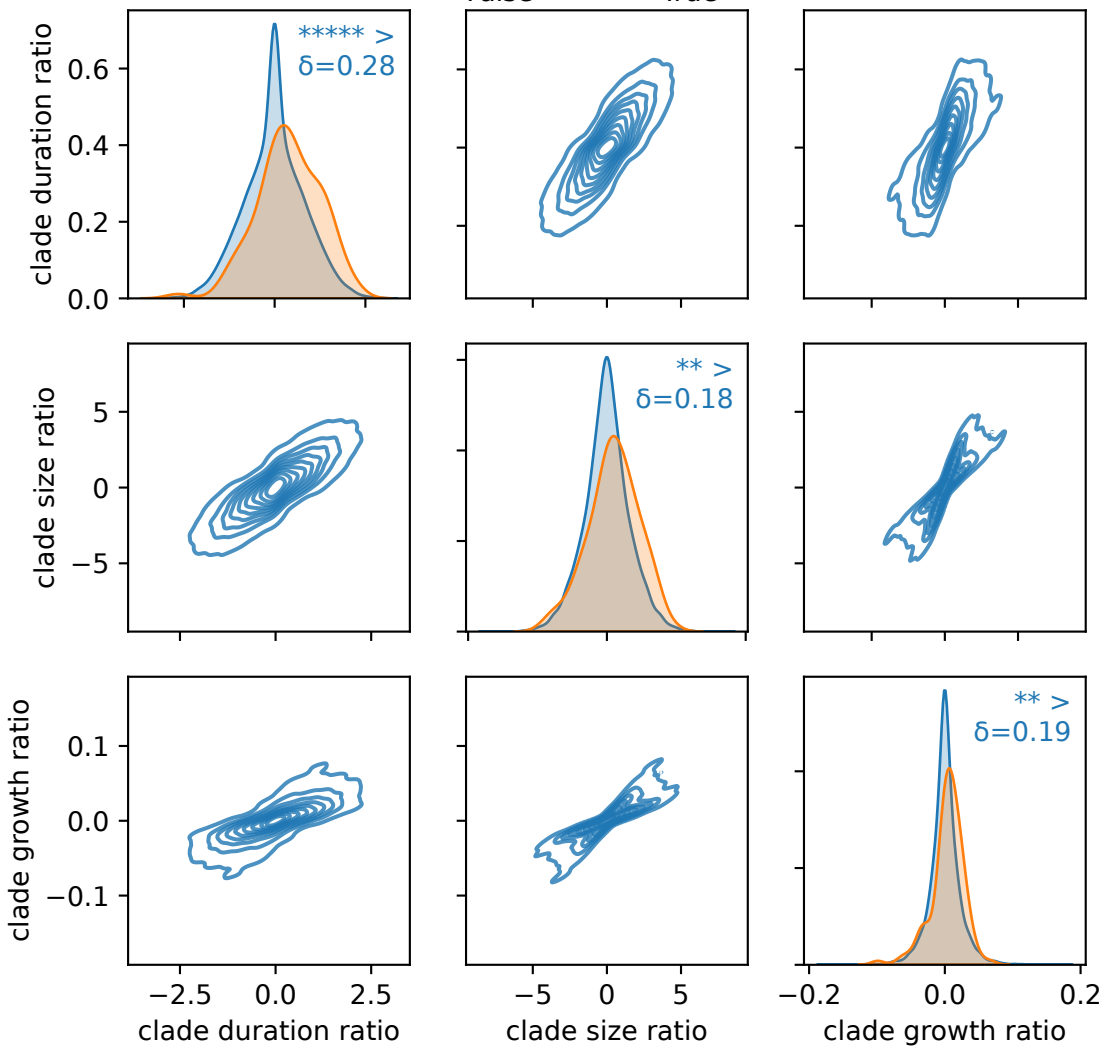 clade duration ratio
0.6
0.4
0.2
0.0
***** >
δ=0.28
clade size ratio
5
0
−5
** >
δ=0.18
clade growth ratio
0.1
0.0
−0.1
** >
δ=0.19
−2.5 0.0 2.5
−5 0 5
−0.2 0.0 0.2
clade duration ratio
clade size ratio
clade growth ratio